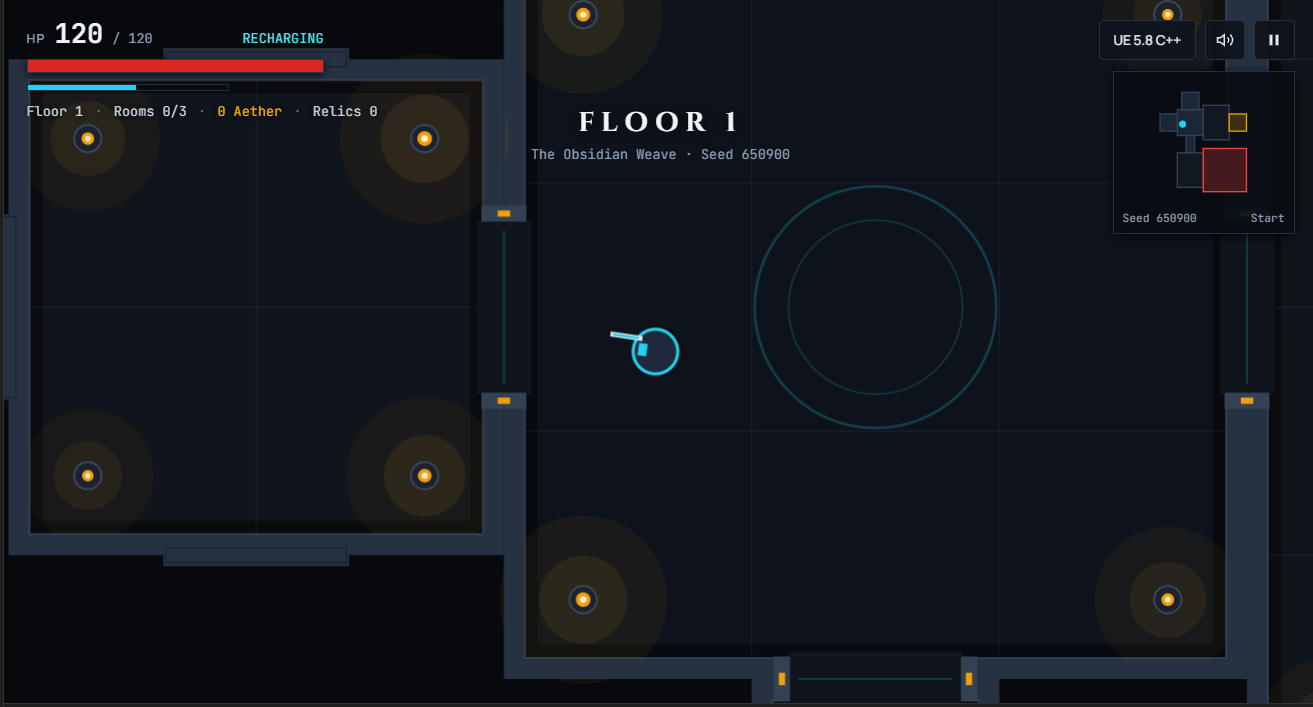 HP 120 / 120 RECHARGING
Floor 1 · Rooms 0/3 · 0 Aether · Relics 0
FLOOR 1
The Obsidian Weave · Seed 650900
UE 5.8 C++
Seed 650900 Start